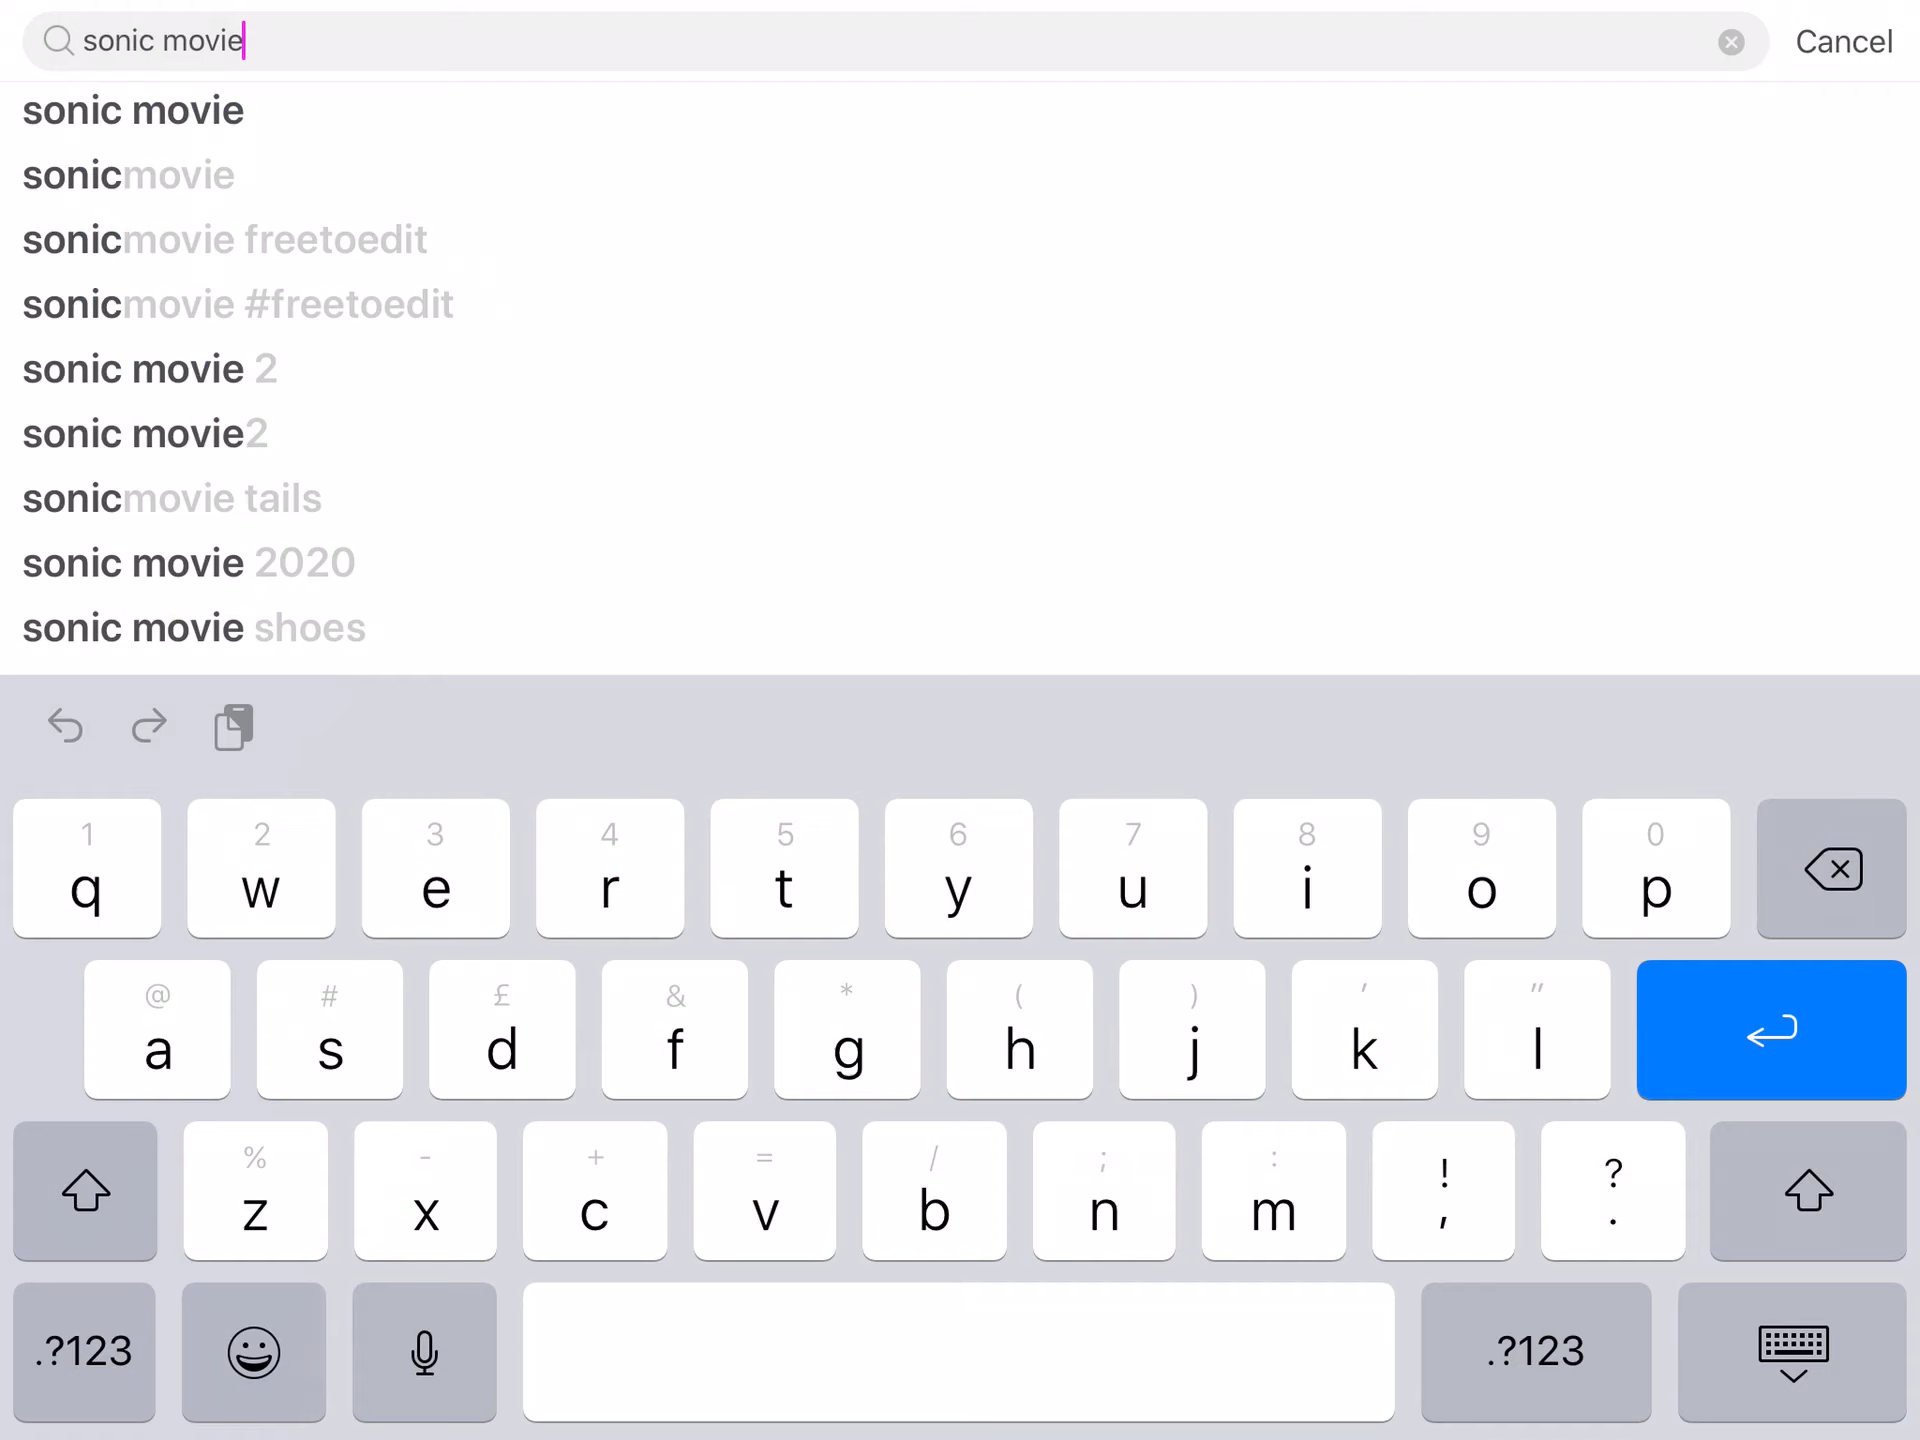 sonic movie
Cancel
sonic movie
sonicmovie
sonicmovie freetoedit
sonicmovie #freetoedit
sonic movie 2
sonic movie2
sonicmovie tails
sonic movie 2020
sonic movie shoes
1 2 3 4 5 6 7 8 9 0
q w e r t y u i o p
@ # £ & * ( ) ' "
a s d f g h j k l
% - + = / ; : ! ?
z x c v b n m , .
.?123 .?123